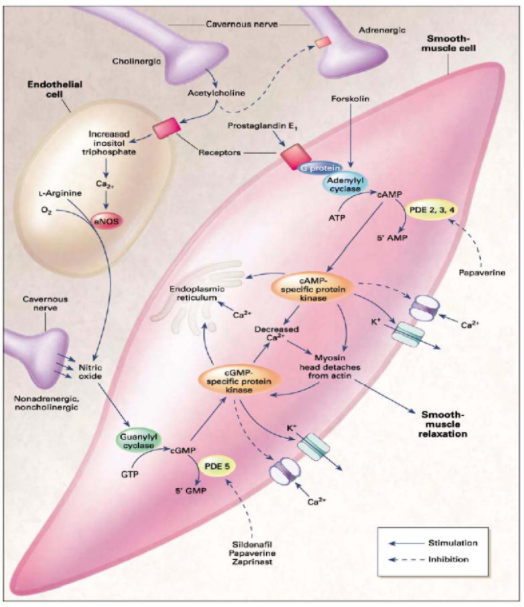 Cavernous nerve
Adrenergic
Cholinergic
Smooth-
muscle cell
Endothelial
cell
Acetylcholine
Forskolin
Increased
inositol
triphosphate
Prostaglandin E1
Receptors
G protein
Adenylyl
cyclase
Ca2+
L-Arginine
O2
eNOS
cAMP
ATP
PDE 2, 3, 4
5' AMP
Papaverine
Endoplasmic
reticulum
cAMP-
specific protein
kinase
Cavernous
nerve
Ca2+
K+
Ca2+
Decreased
Ca2+
Myosin
head detaches
from actin
Nitric
oxide
cGMP-
specific protein
kinase
Nonadrenergic,
noncholinergic
Smooth-
muscle
relaxation
Guanylyl
cyclase
K+
cGMP
GTP
PDE 5
5' GMP
Ca2+
Sildenafil
Papaverine
Zaprinast
Stimulation
Inhibition